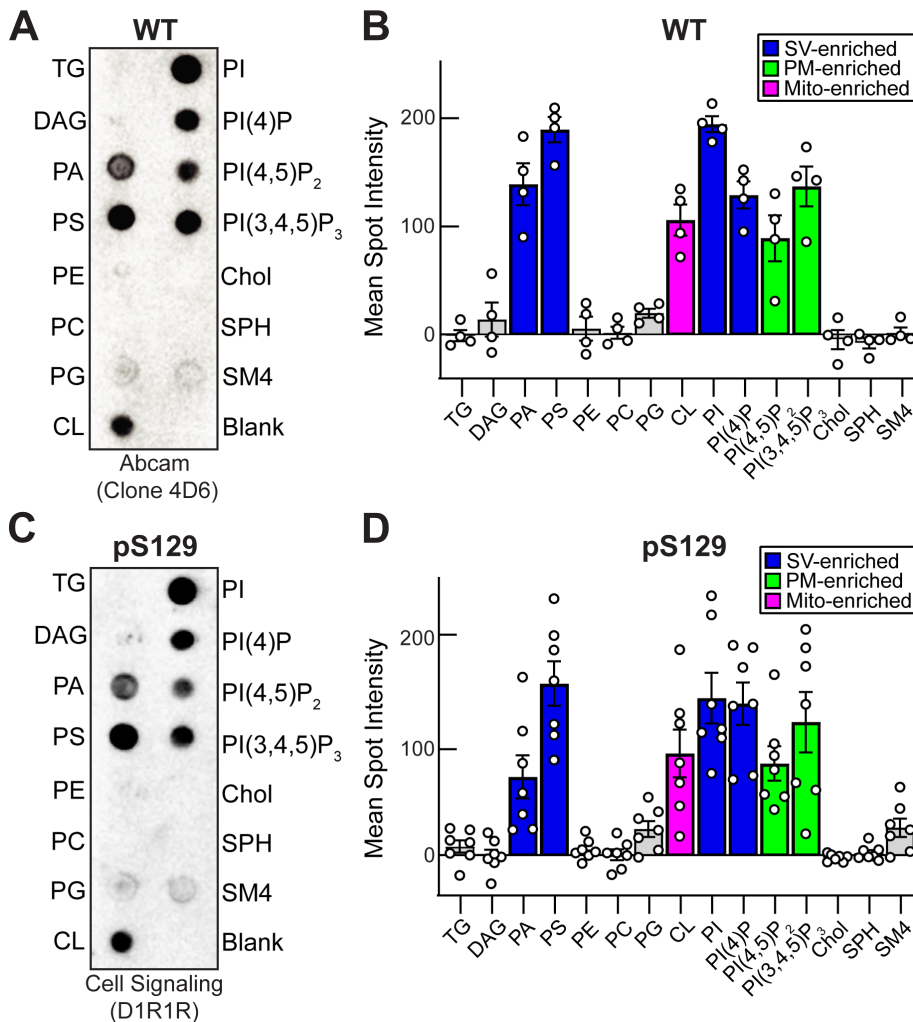 A
WT
TG
DAG
PA
PS
PE
PC
PG
CL
PI
PI(4)P
PI(4,5)P2
PI(3,4,5)P3
Chol
SPH
SM4
Blank
Abcam
(Clone 4D6)
B
WT
SV-enriched
PM-enriched
Mito-enriched
Mean Spot Intensity
200
100
0
TG
DAG
PA
PS
PE
PC
PG
CL
PI
PI(4)P
PI(4,5)P2
PI(3,4,5)P3
Chol
SPH
SM4
C
pS129
TG
DAG
PA
PS
PE
PC
PG
CL
PI
PI(4)P
PI(4,5)P2
PI(3,4,5)P3
Chol
SPH
SM4
Blank
Cell Signaling
(D1R1R)
D
pS129
SV-enriched
PM-enriched
Mito-enriched
Mean Spot Intensity
200
100
0
TG
DAG
PA
PS
PE
PC
PG
CL
PI
PI(4)P
PI(4,5)P2
PI(3,4,5)P3
Chol
SPH
SM4